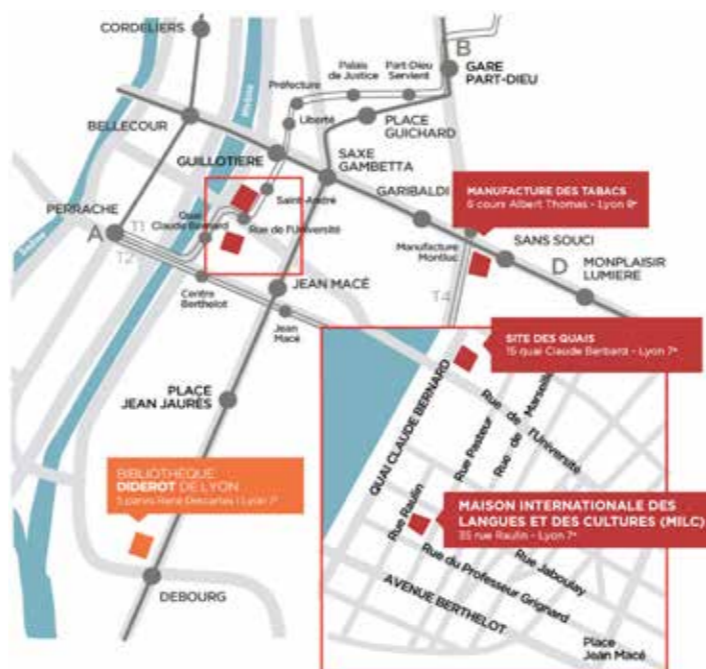 CORDELIERS
B
GARE
PART-DIEU
Palais
de Justice
Part-Dieu
Servient
Préfecture
Rhône
BELLECOUR
Liberté
PLACE
GUICHARD
GUILLOTIERE
SAXE
GAMBETTA
GARIBALDI
MANUFACTURE DES TABACS
6 cours Albert Thomas - Lyon 8e
PERRACHE
A
T1
T2
Quai
Claude Bernard
Saint-André
Rue de l'Université
Saône
Manufacture
Montluc
SANS SOUCI
D
MONPLAISIR
LUMIERE
T4
Centre
Berthelot
JEAN MACÉ
Jean
Macé
SITE DES QUAIS
15 quai Claude Berbard - Lyon 7e
PLACE
JEAN JAURÈS
QUAI CLAUDE BERNARD
Rue Pasteur
Rue de Marseille
Rue de l'Université
BIBLIOTHÈQUE
DIDEROT DE LYON
5 parvis René Descartes I Lyon 7e
Rue Raulin
MAISON INTERNATIONALE DES
LANGUES ET DES CULTURES (MILC)
35 rue Raulin - Lyon 7e
Rue Jaboulay
Rue du Professeur Grignard
AVENUE BERTHELOT
DEBOURG
Place
Jean Macé